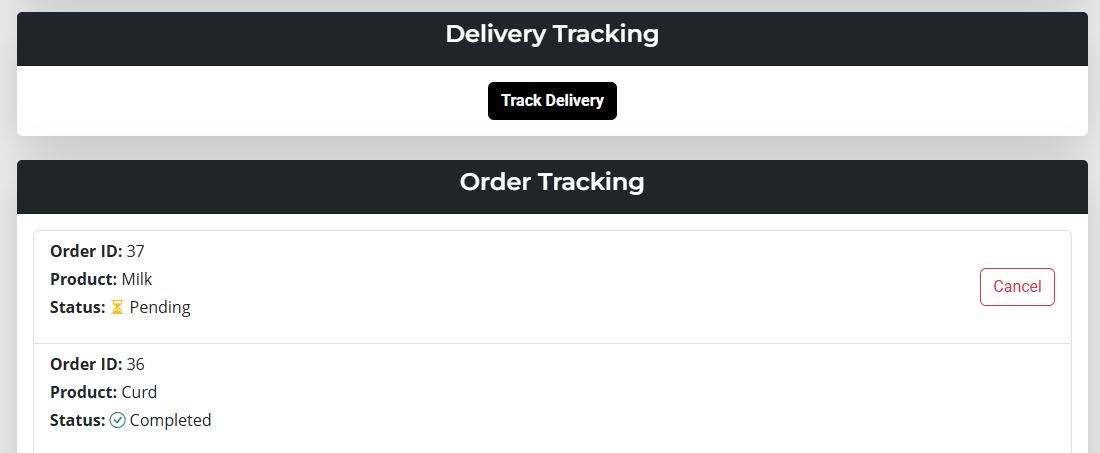 Delivery Tracking
Track Delivery
Order Tracking
Order ID: 37
Product: Milk
Status: Pending
Cancel
Order ID: 36
Product: Curd
Status: Completed